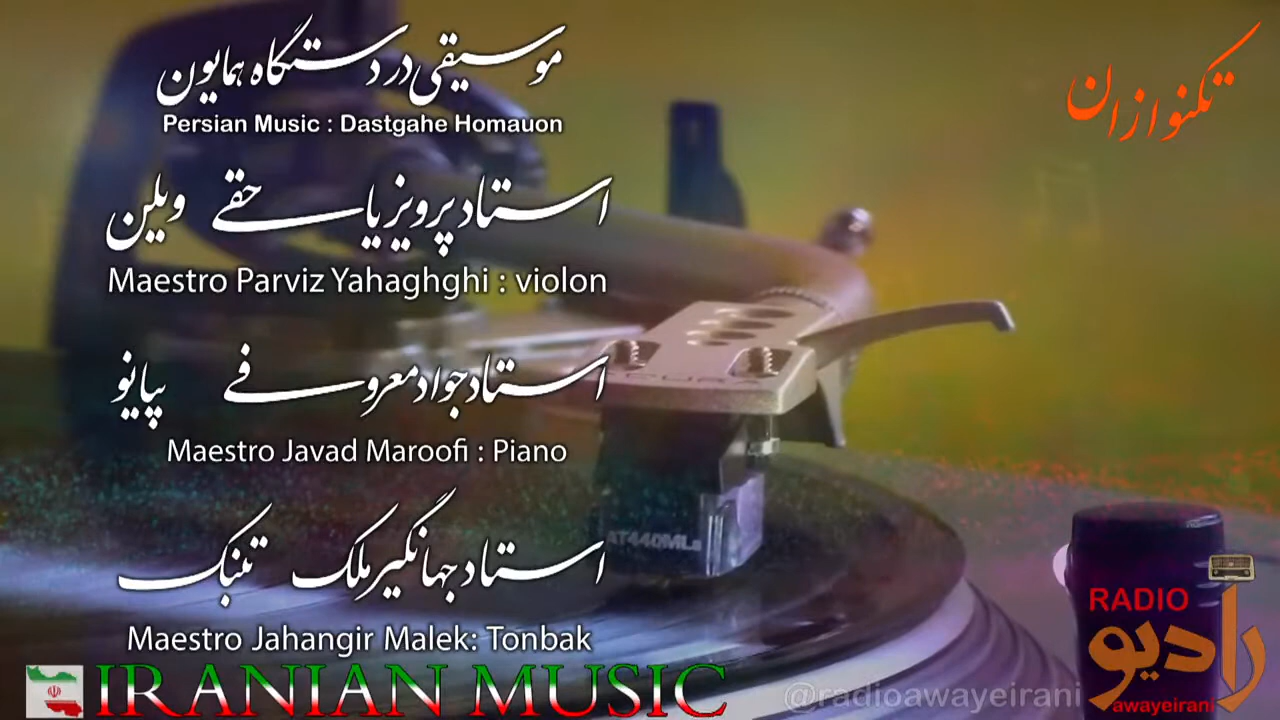 موسیقی در دستگاه همایون
Persian Music : Dastgahe Homauon
تکنوازان
استاد پرویز یاحقی ویلن
Maestro Parviz Yahaghghi : violon
استاد جواد معروفی پیانو
Maestro Javad Maroofi : Piano
AT440MLa
استاد جهانگیر ملک تنبک
Maestro Jahangir Malek: Tonbak
IRANIAN MUSIC
@radioawayeirani
RADIO
رادیو
awayeirani